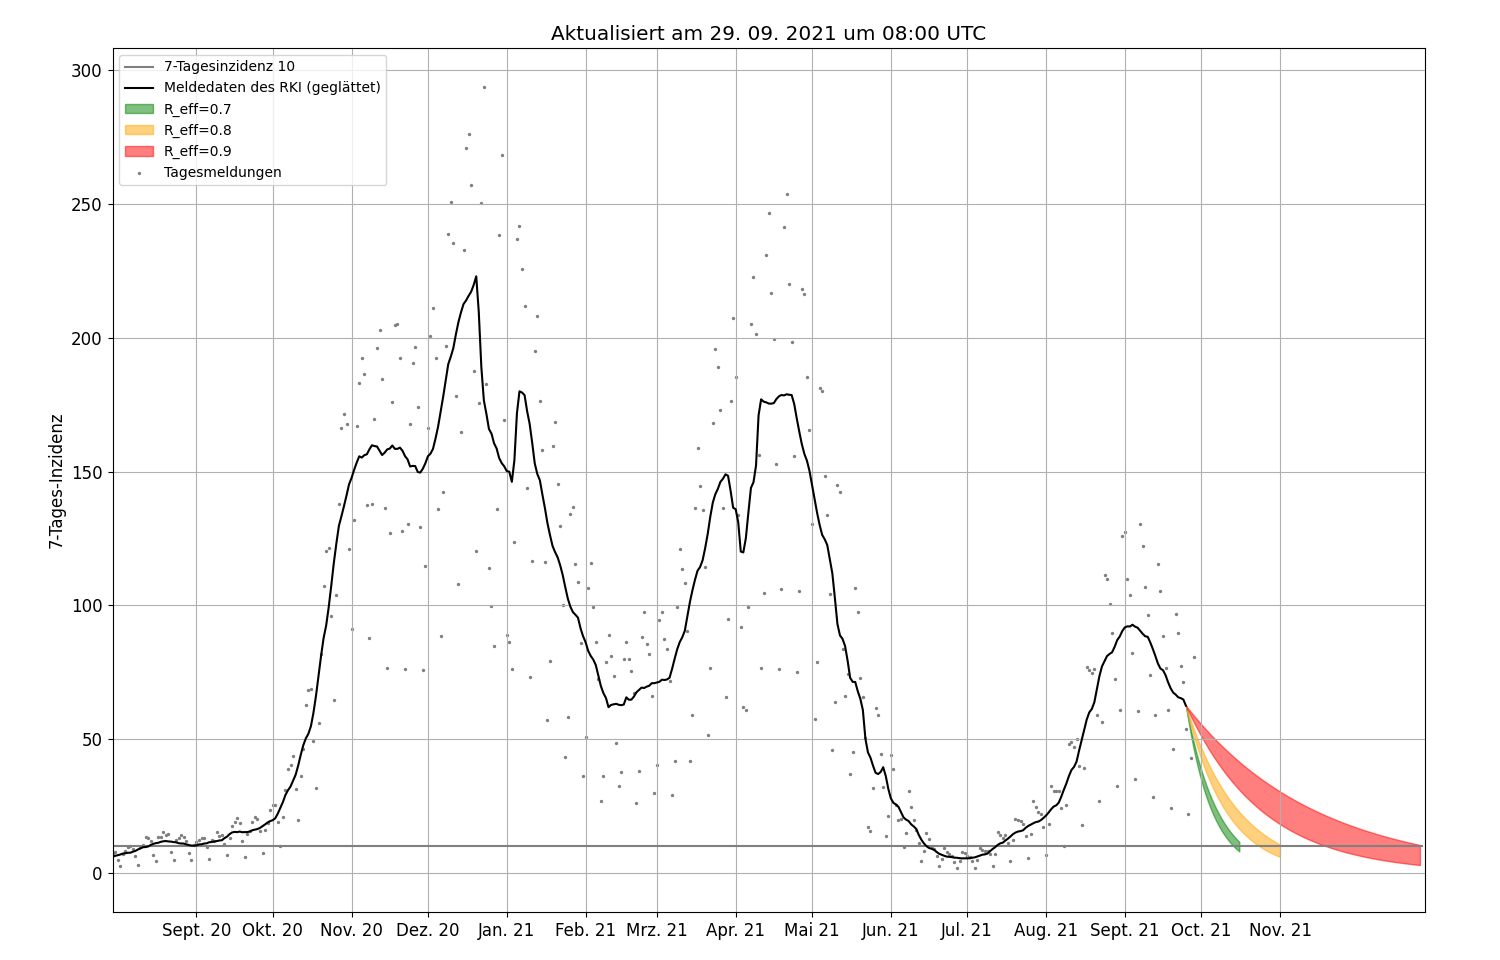 Aktualisiert am 29. 09. 2021 um 08:00 UTC
7-Tagesinzidenz 10
Meldedaten des RKI (geglättet)
R_eff=0.7
R_eff=0.8
R_eff=0.9
Tagesmeldungen
7-Tages-Inzidenz
300
250
200
150
100
50
0
Sept. 20 Okt. 20 Nov. 20 Dez. 20 Jan. 21 Feb. 21 Mrz. 21 Apr. 21 Mai 21 Jun. 21 Jul. 21 Aug. 21 Sept. 21 Okt. 21 Nov. 21